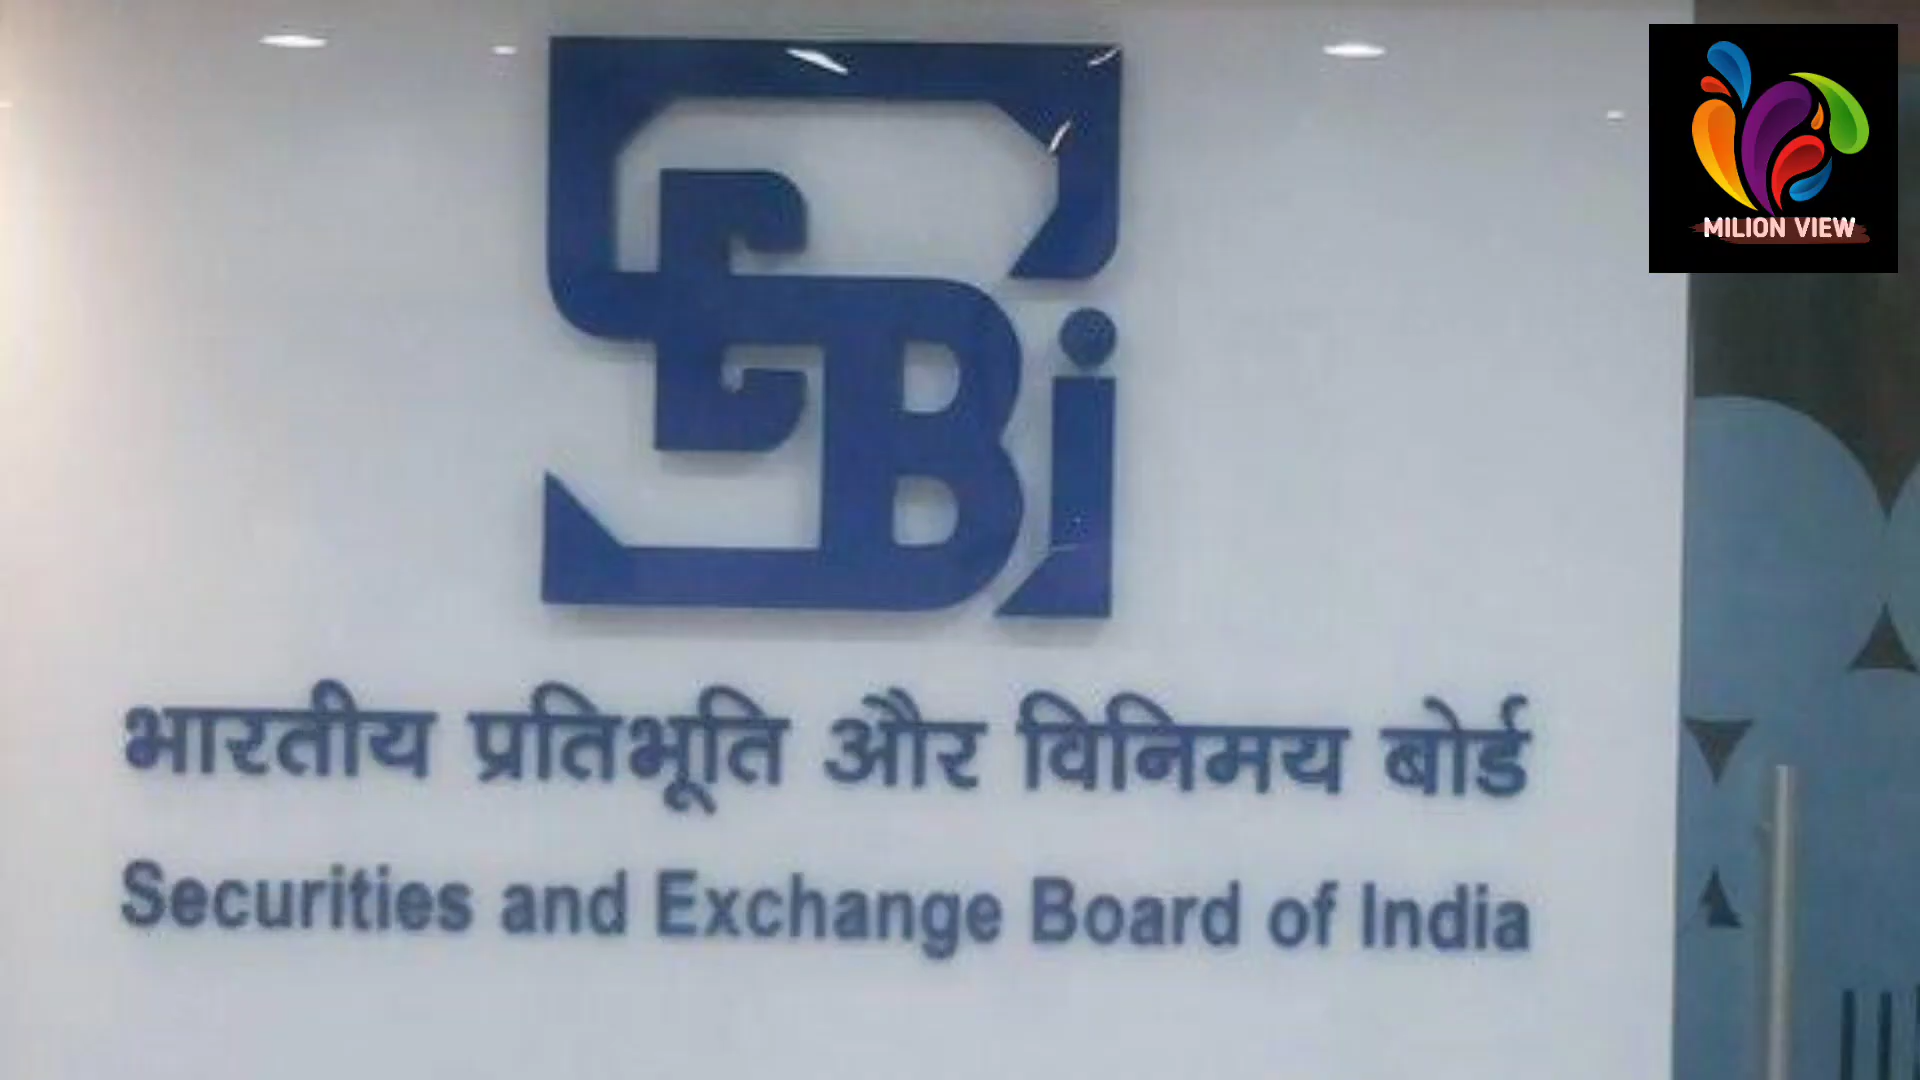 SEBi
MILION VIEW
भारतीय प्रतिभूति और विनिमय बोर्ड
Securities and Exchange Board of India